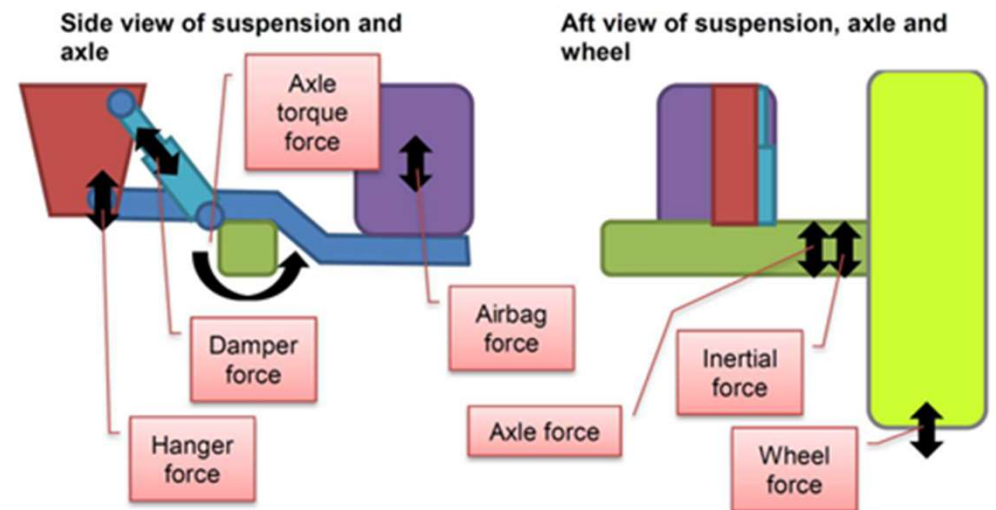 Side view of suspension and
axle
Aft view of suspension, axle and
wheel
Axle
torque
force
Airbag
force
Damper
force
Hanger
force
Inertial
force
Axle force
Wheel
force